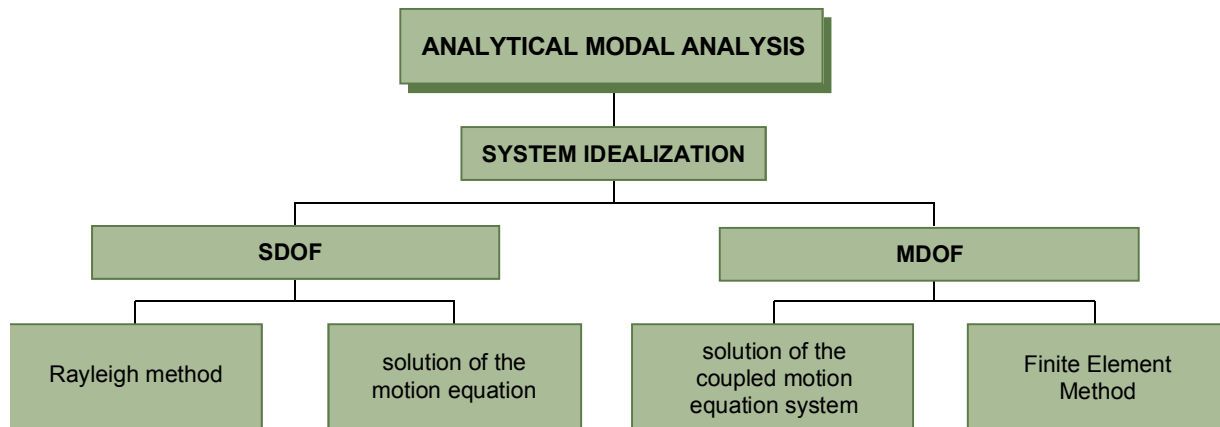 ANALYTICAL MODAL ANALYSIS
SYSTEM IDEALIZATION
SDOF
MDOF
Rayleigh method
solution of the
motion equation
solution of the
coupled motion
equation system
Finite Element
Method